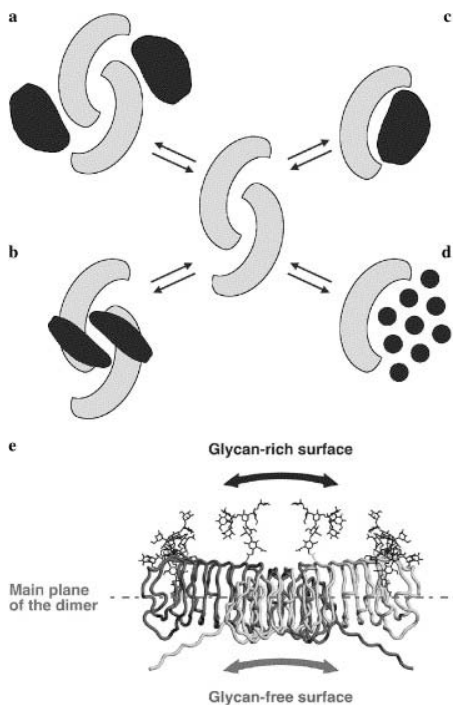 a
c
b
d
e
Glycan-rich surface
Main plane
of the dimer
Glycan-free surface